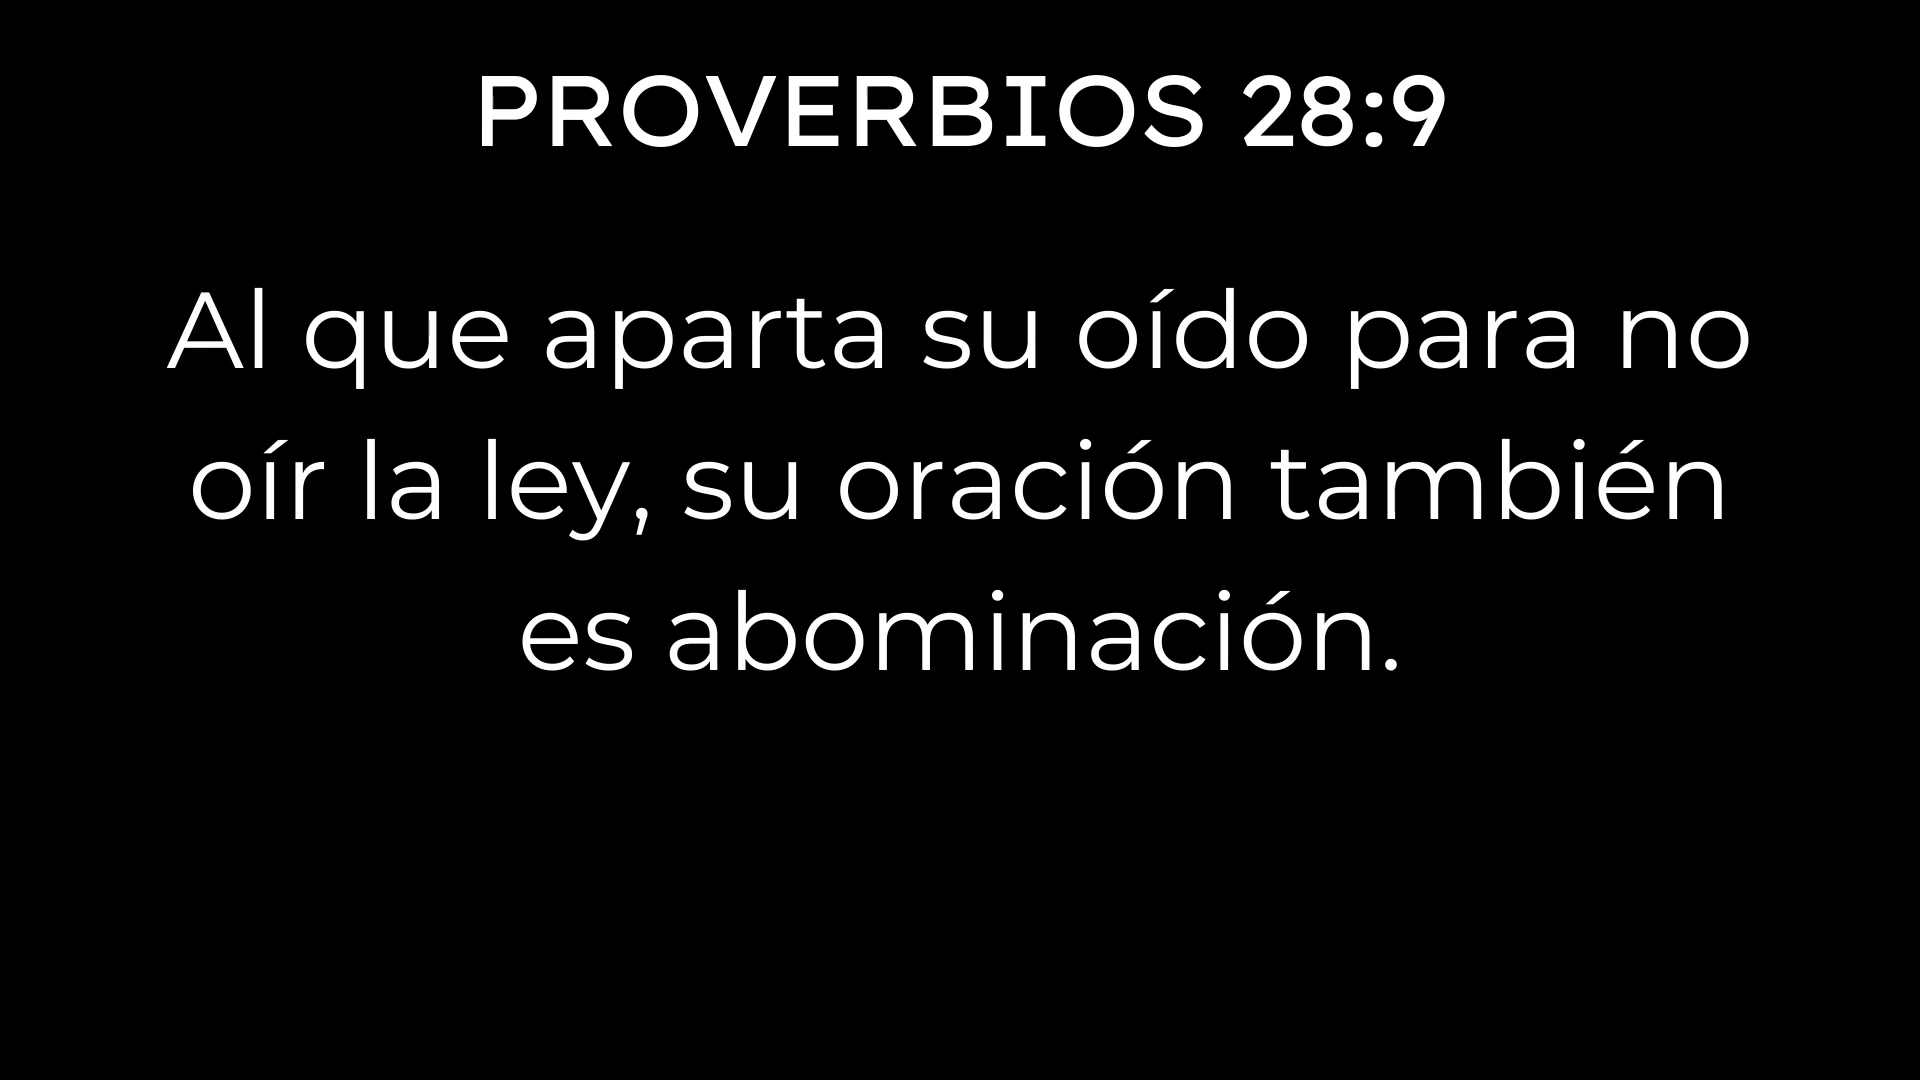 PROVERBIOS 28:9
Al que aparta su oído para no
oír la ley, su oración también
es abominación.